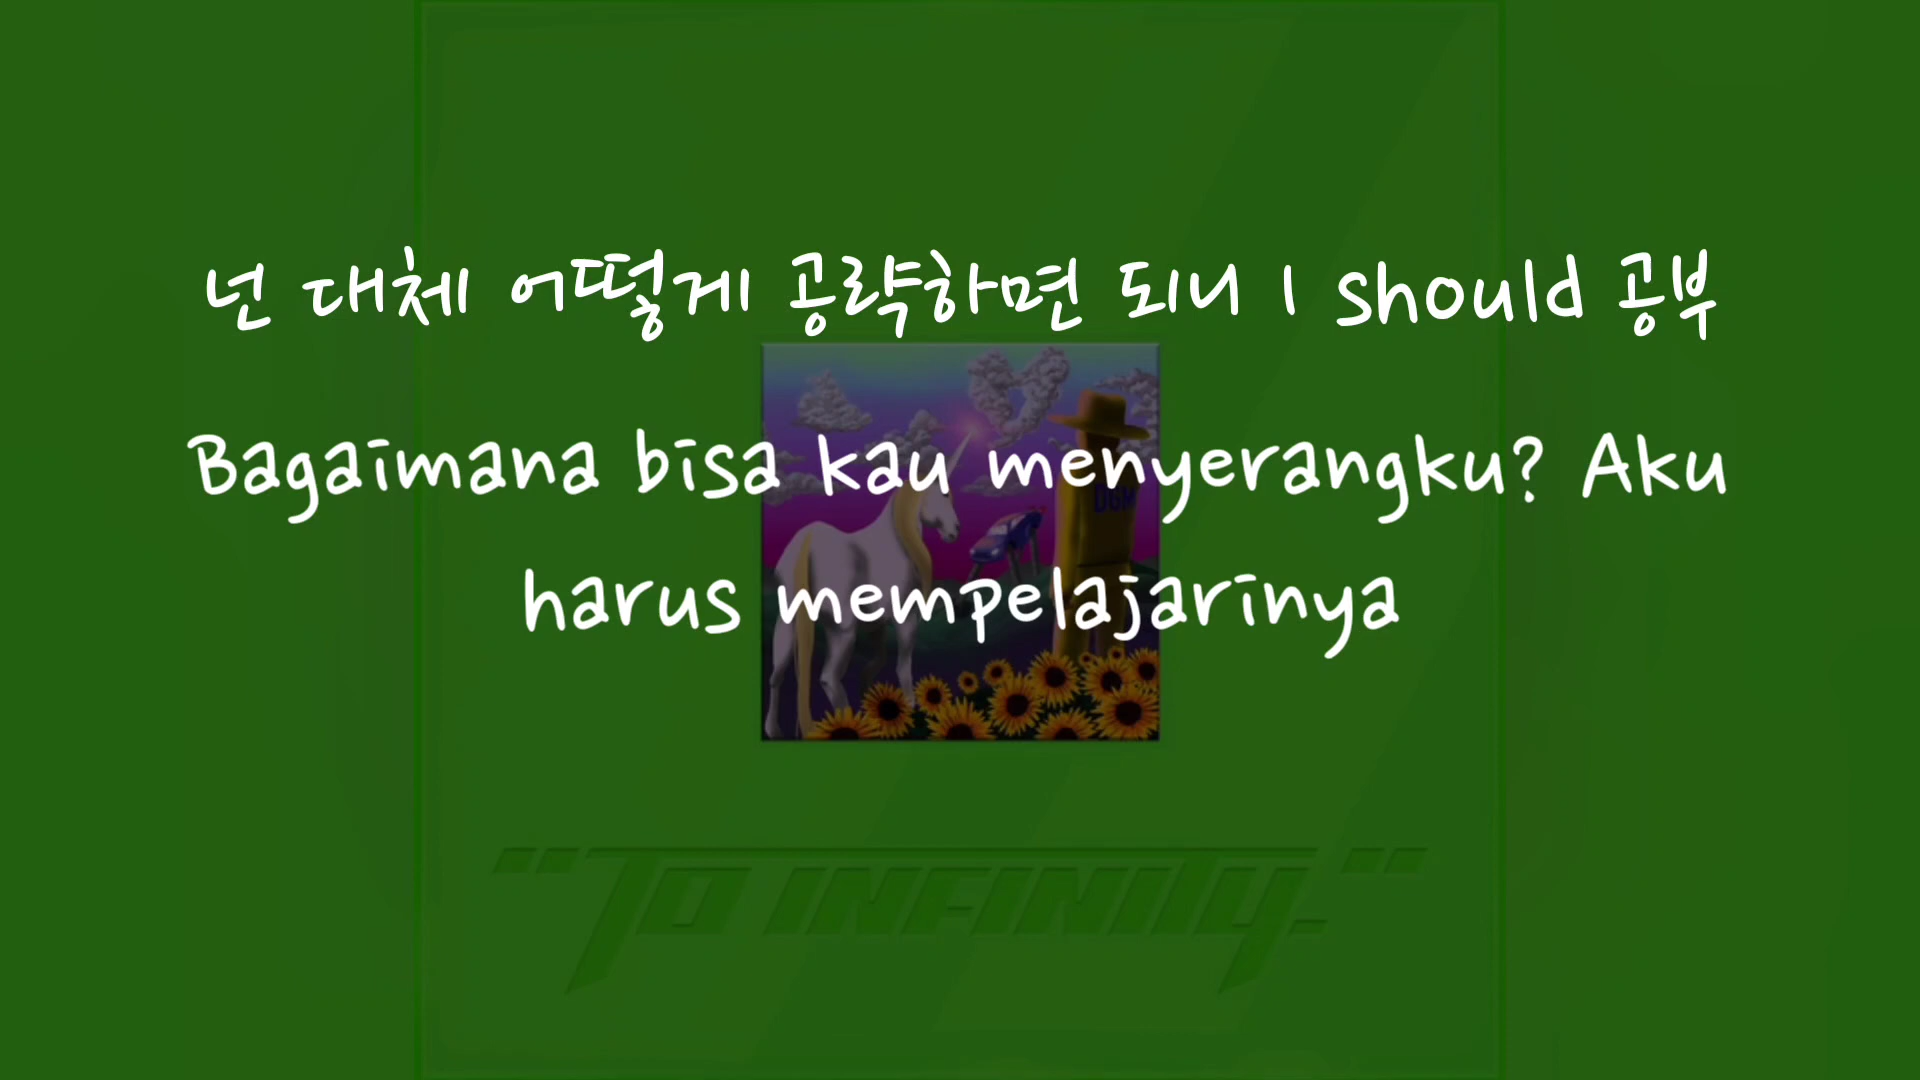 넌 대체 어떻게 공략하면 되니 I should 공부
Bagaimana bisa kau menyerangku? Aku
harus mempelajarinya
DGM
"TO INFINITY."